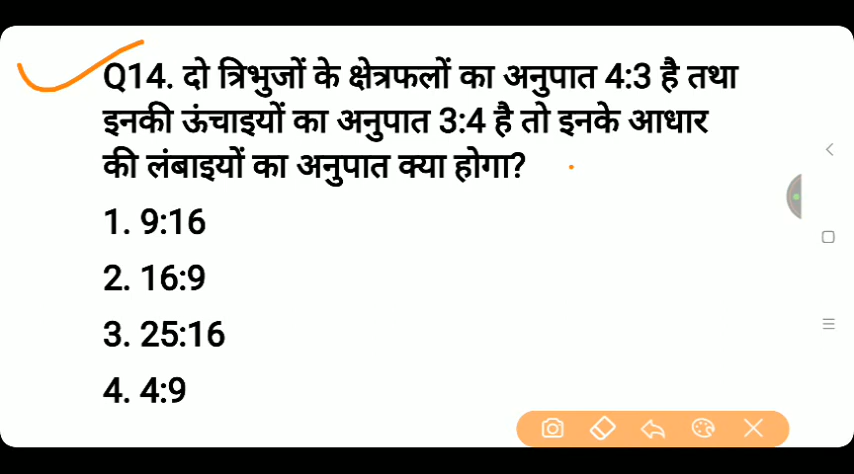 Q14. दो त्रिभुजों के क्षेत्रफलों का अनुपात 4:3 है तथा
इनकी ऊंचाइयों का अनुपात 3:4 है तो इनके आधार
की लंबाइयों का अनुपात क्या होगा?
1. 9:16
2. 16:9
3. 25:16
4. 4:9